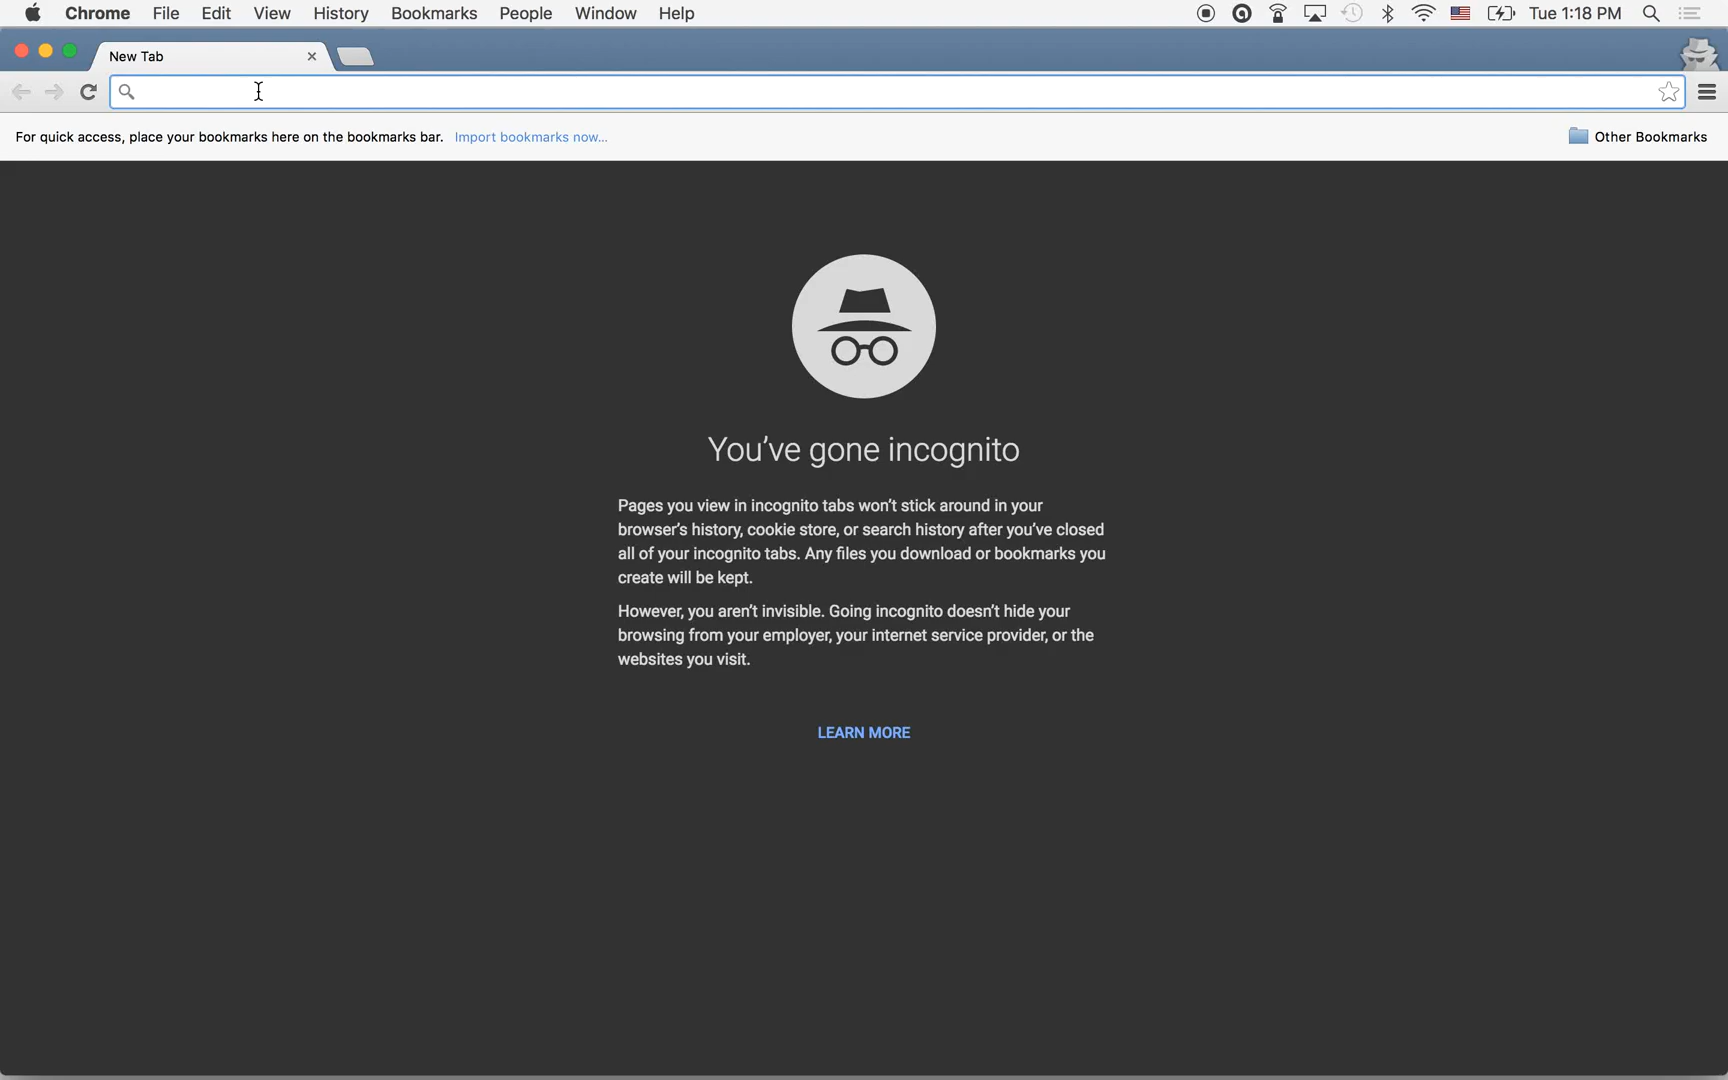 Chrome File Edit View History Bookmarks People Window Help Tue 1:18 PM
New Tab
For quick access, place your bookmarks here on the bookmarks bar. Import bookmarks now... Other Bookmarks
You've gone incognito
Pages you view in incognito tabs won't stick around in your
browser's history, cookie store, or search history after you've closed
all of your incognito tabs. Any files you download or bookmarks you
create will be kept.
However, you aren't invisible. Going incognito doesn't hide your
browsing from your employer, your internet service provider, or the
websites you visit.
LEARN MORE